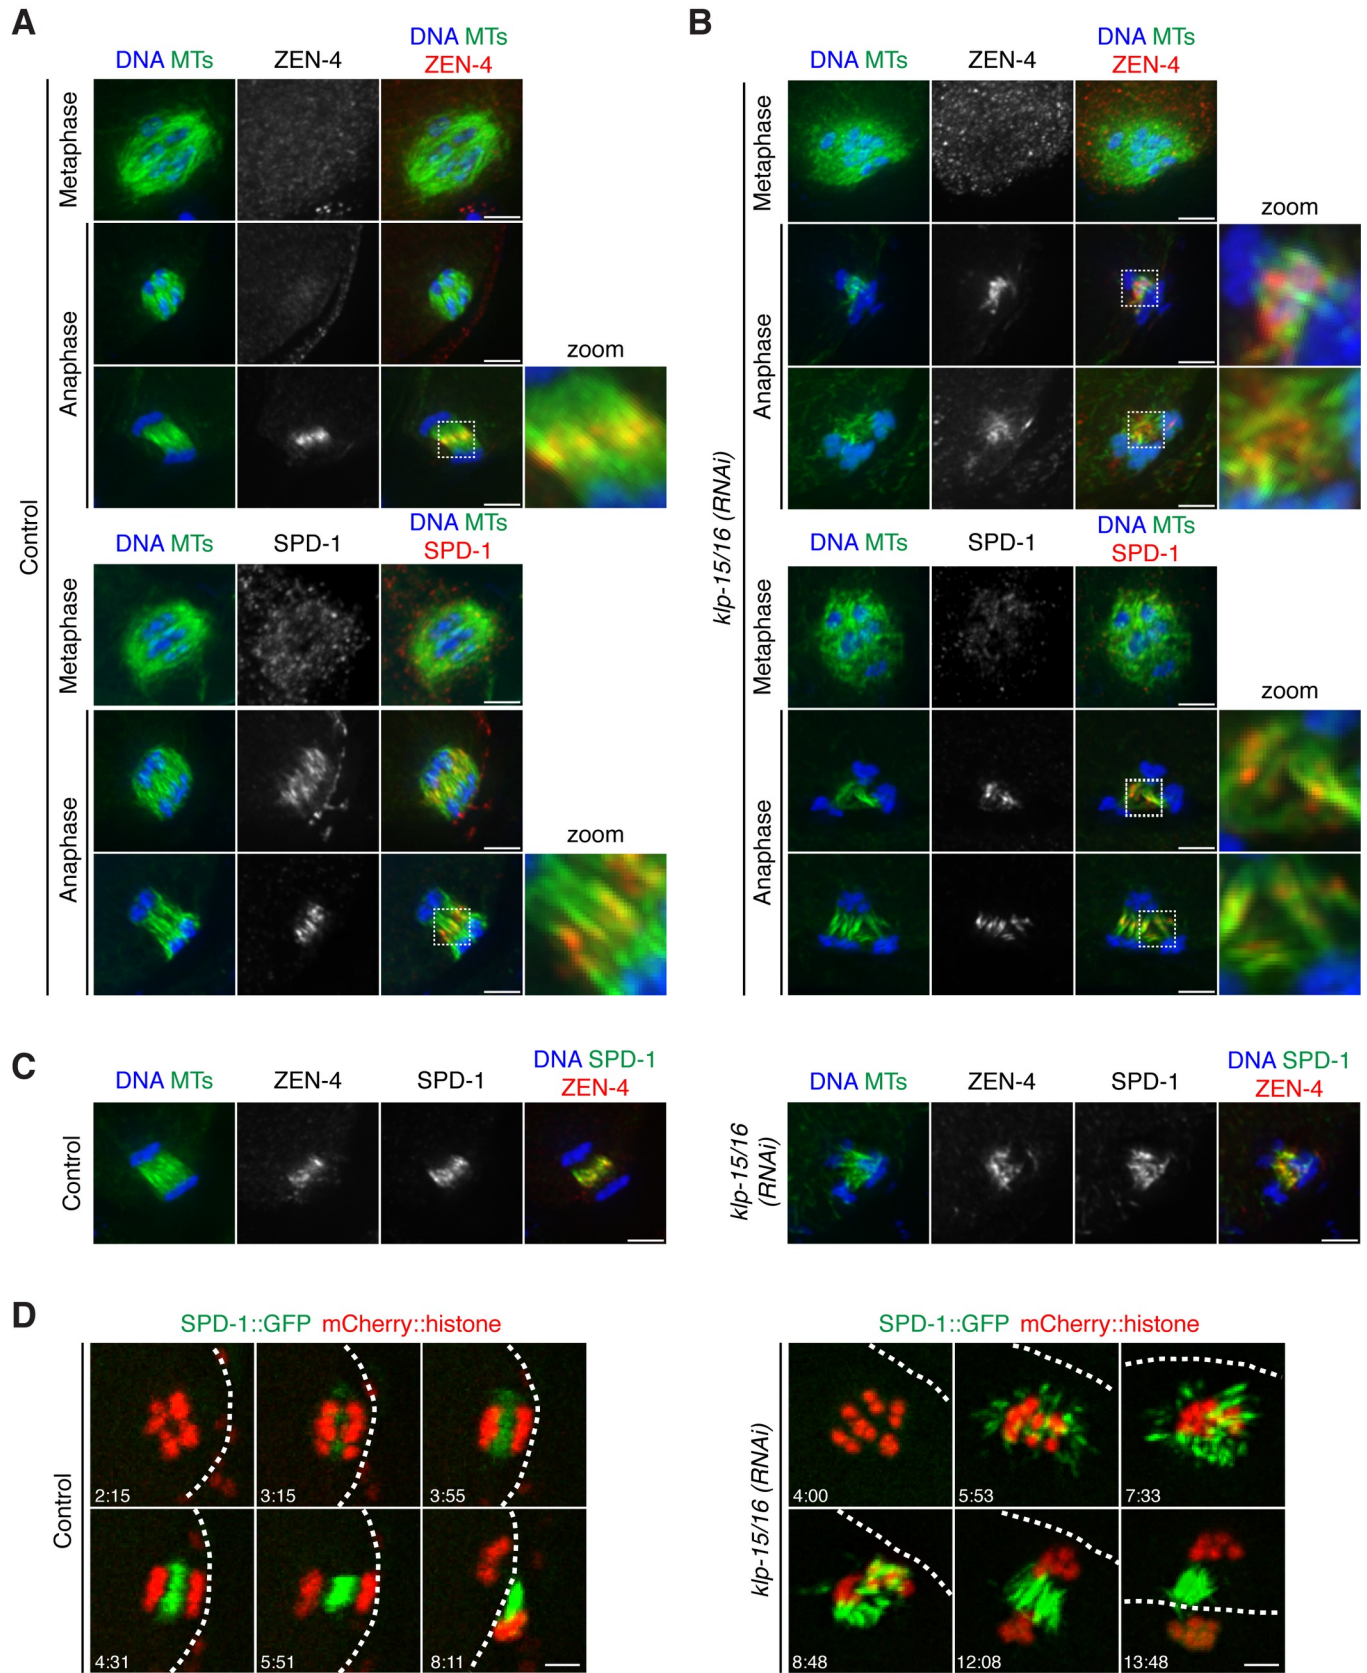 A
DNA MTs
ZEN-4
DNA MTs
ZEN-4
Control
Metaphase
Anaphase
zoom
DNA MTs
SPD-1
DNA MTs
SPD-1
Metaphase
Anaphase
zoom
B
DNA MTs
ZEN-4
DNA MTs
ZEN-4
klp-15/16 (RNAi)
Metaphase
zoom
Anaphase
DNA MTs
SPD-1
DNA MTs
SPD-1
Metaphase
zoom
Anaphase
C
DNA MTs
ZEN-4
SPD-1
DNA SPD-1
ZEN-4
Control
DNA MTs
ZEN-4
SPD-1
DNA SPD-1
ZEN-4
klp-15/16
(RNAi)
D
SPD-1::GFP mCherry::histone
Control
2:15
3:15
3:55
4:31
5:51
8:11
SPD-1::GFP mCherry::histone
klp-15/16 (RNAi)
4:00
5:53
7:33
8:48
12:08
13:48